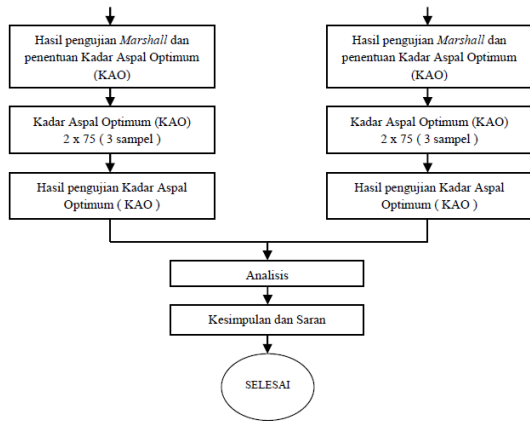 Hasil pengujian Marshall dan
penentuan Kadar Aspal Optimum
(KAO)
Kadar Aspal Optimum (KAO)
2 x 75 ( 3 sampel )
Hasil pengujian Kadar Aspal
Optimum ( KAO )
Hasil pengujian Marshall dan
penentuan Kadar Aspal Optimum
(KAO)
Kadar Aspal Optimum (KAO)
2 x 75 ( 3 sampel )
Hasil pengujian Kadar Aspal
Optimum ( KAO )
Analisis
Kesimpulan dan Saran
SELESAI